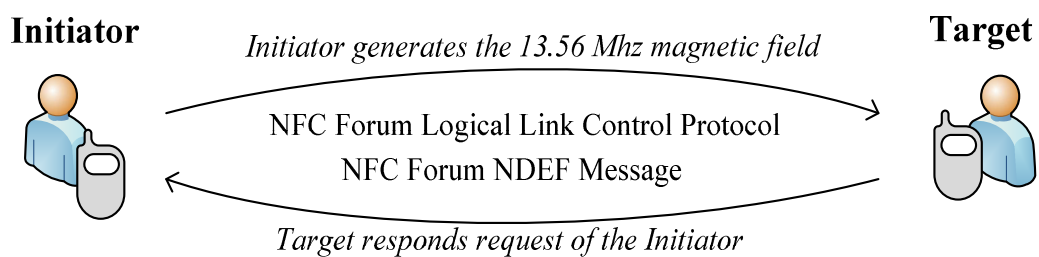 Initiator
Target
Initiator generates the 13.56 Mhz magnetic field
NFC Forum Logical Link Control Protocol
NFC Forum NDEF Message
Target responds request of the Initiator